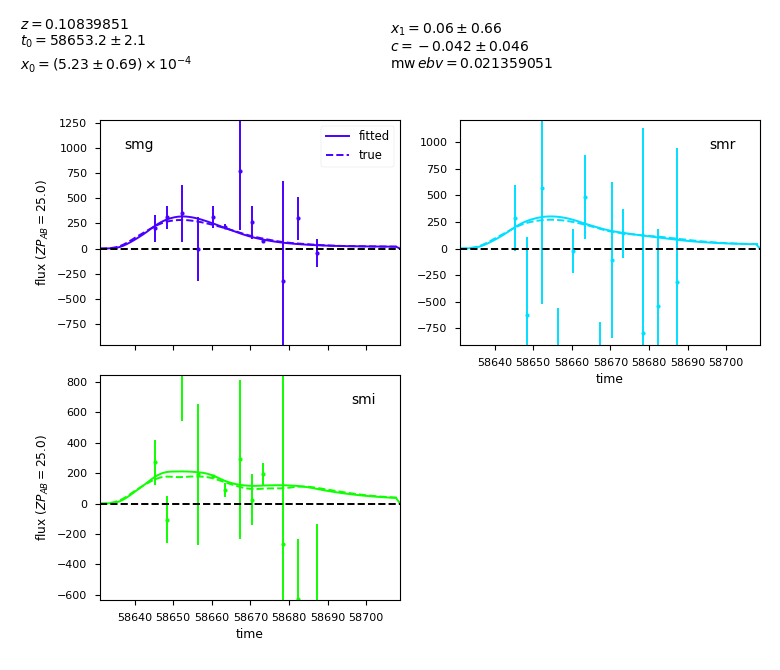 z = 0.10839851
t₀ = 58653.2 ± 2.1
x₀ = (5.23 ± 0.69) × 10⁻⁴
x₁ = 0.06 ± 0.66
c = −0.042 ± 0.046
mw ebv = 0.021359051
smg
fitted
true
1250
1000
750
500
250
0
−250
−500
−750
flux (ZP_AB = 25.0)
smr
1000
750
500
250
0
−250
−500
−750
58640 58650 58660 58670 58680 58690 58700
time
smi
800
600
400
200
0
−200
−400
−600
flux (ZP_AB = 25.0)
58640 58650 58660 58670 58680 58690 58700
time